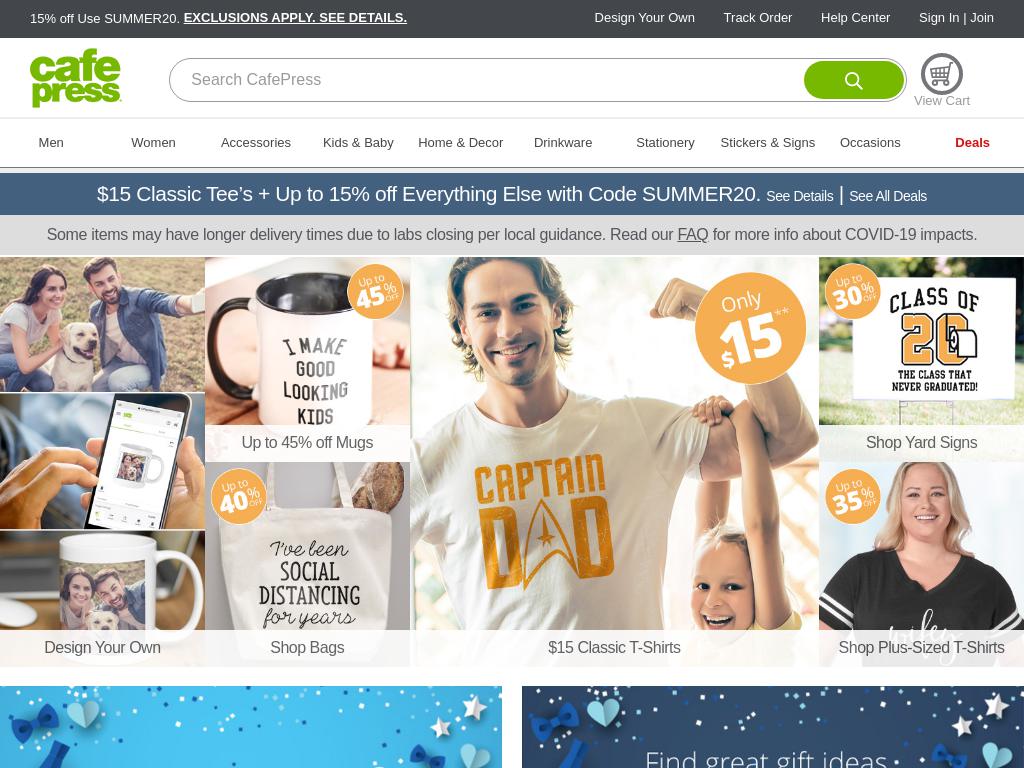 15% off Use SUMMER20. EXCLUSIONS APPLY. SEE DETAILS.
Design Your Own
Track Order
Help Center
Sign In | Join
cafe
press
Search CafePress
View Cart
Men
Women
Accessories
Kids & Baby
Home & Decor
Drinkware
Stationery
Stickers & Signs
Occasions
Deals
$15 Classic Tee's + Up to 15% off Everything Else with Code SUMMER20. See Details | See All Deals
Some items may have longer delivery times due to labs closing per local guidance. Read our FAQ for more info about COVID-19 impacts.
Up to
45% OFF
I MAKE
GOOD
LOOKING
KIDS
Up to 45% off Mugs
Up to
40% OFF
I've been
SOCIAL
DISTANCING
for years
Design Your Own
Shop Bags
Only
$15**
CAPTAIN
DAD
$15 Classic T-Shirts
Up to
30% OFF
CLASS OF
20
THE CLASS THAT
NEVER GRADUATED!
Shop Yard Signs
Up to
35% OFF
wifey
Shop Plus-Sized T-Shirts
Find great gift ideas